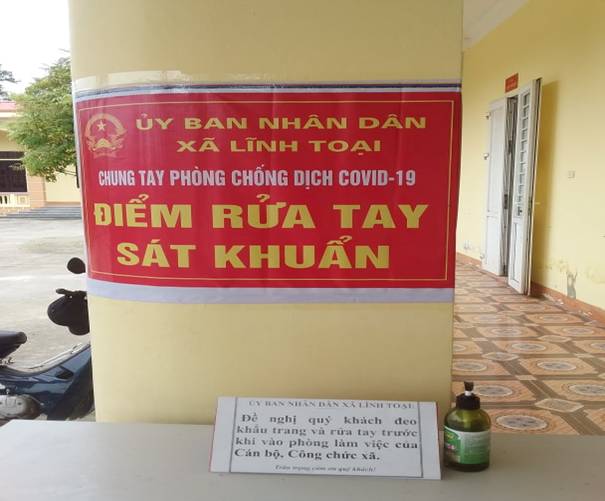 ỦY BAN NHÂN DÂN
XÃ LĨNH TOẠI
CHUNG TAY PHÒNG CHỐNG DỊCH COVID-19
ĐIỂM RỬA TAY
SÁT KHUẨN
ỦY BAN NHÂN DÂN XÃ LĨNH TOẠI:
Đề nghị quý khách đeo
khẩu trang và rửa tay trước
khi vào phòng làm việc của
Cán bộ, Công chức xã.
Trân trọng cảm ơn quý khách!